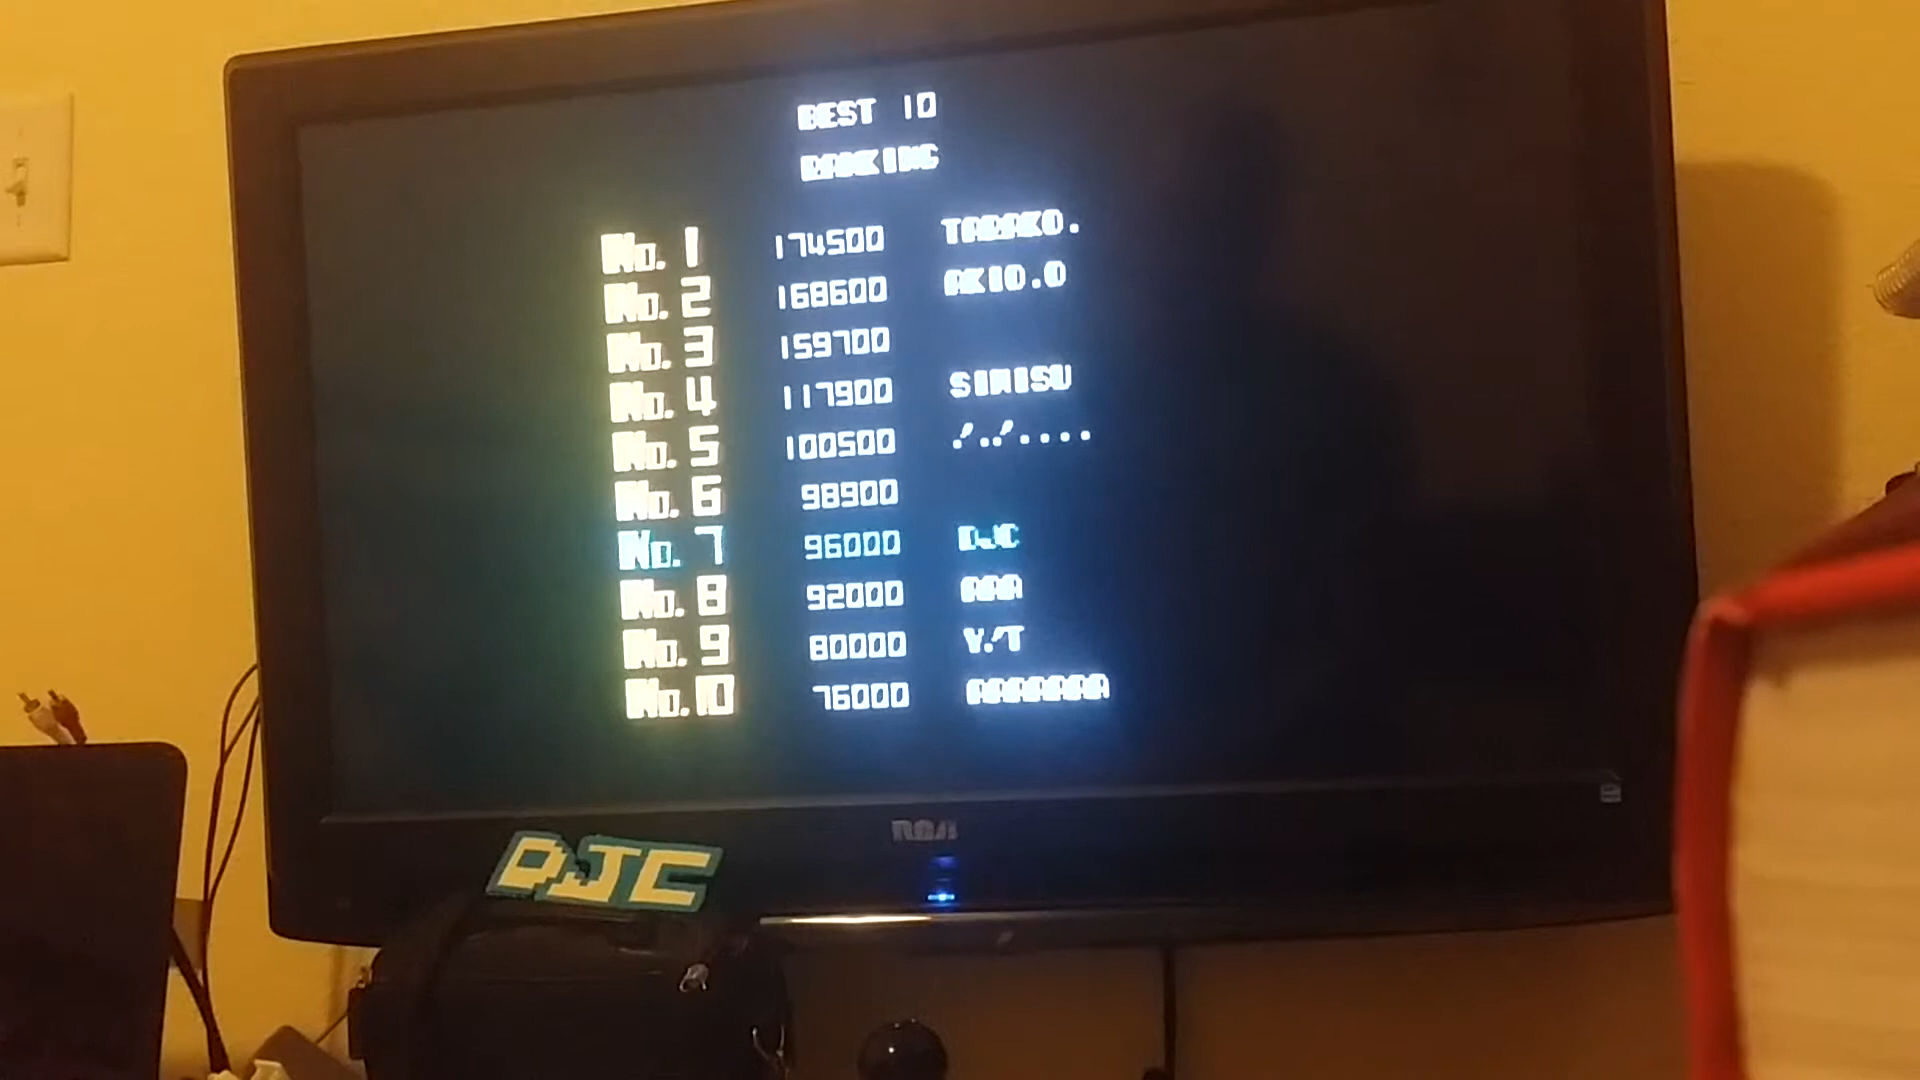 BEST 10
RANKING
No. 1 174500 TARAKO.
No. 2 168600 AKIO.O
No. 3 159700
No. 4 117900 SIMISU
No. 5 100500 .'..'....
No. 6 98900
No. 7 96000 DJC
No. 8 92000 AAA
No. 9 80000 Y.'T
No.10 76000 AAAAAAA
RCA
DJC